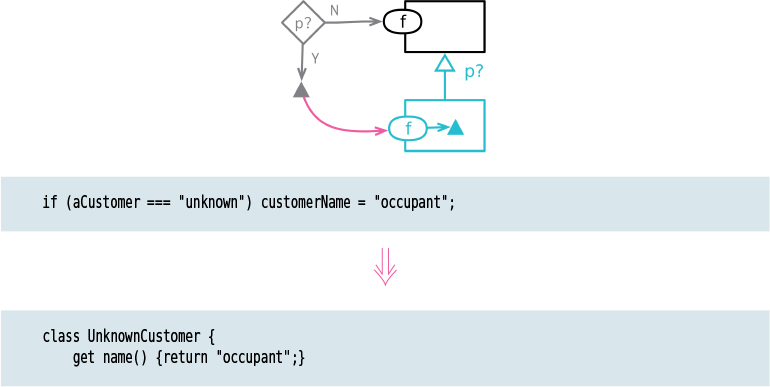 p?
N
f
Y
p?
f
if (aCustomer === "unknown") customerName = "occupant";
class UnknownCustomer {
    get name() {return "occupant";}